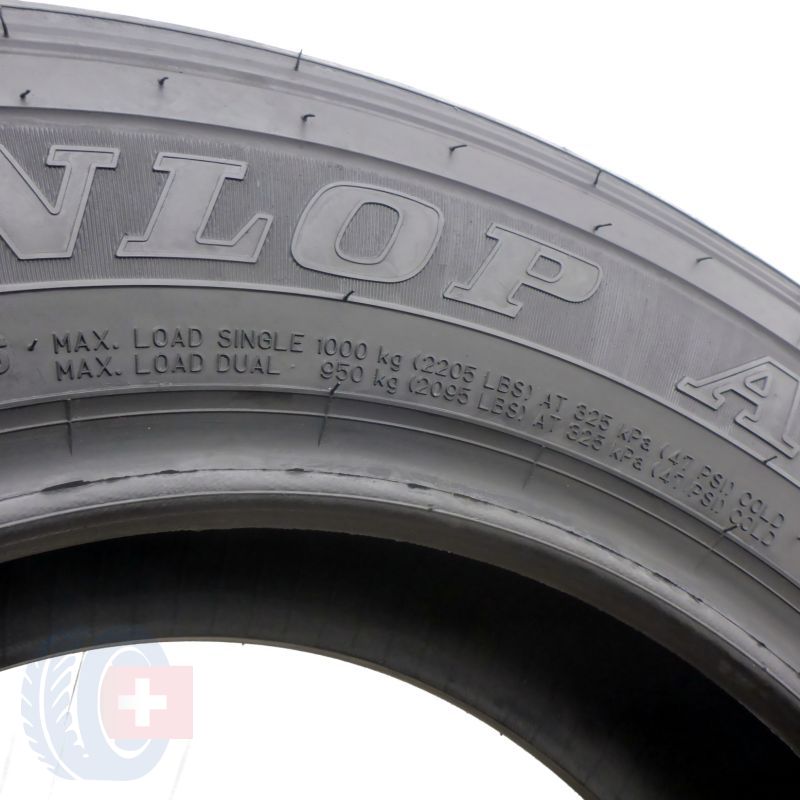 NLOP A
MAX. LOAD SINGLE 1000 kg (2205 LBS) AT 325 kPa (47 PSI) COLD
MAX. LOAD DUAL 950 kg (2095 LBS) AT 325 kPa (47 PSI) COLD